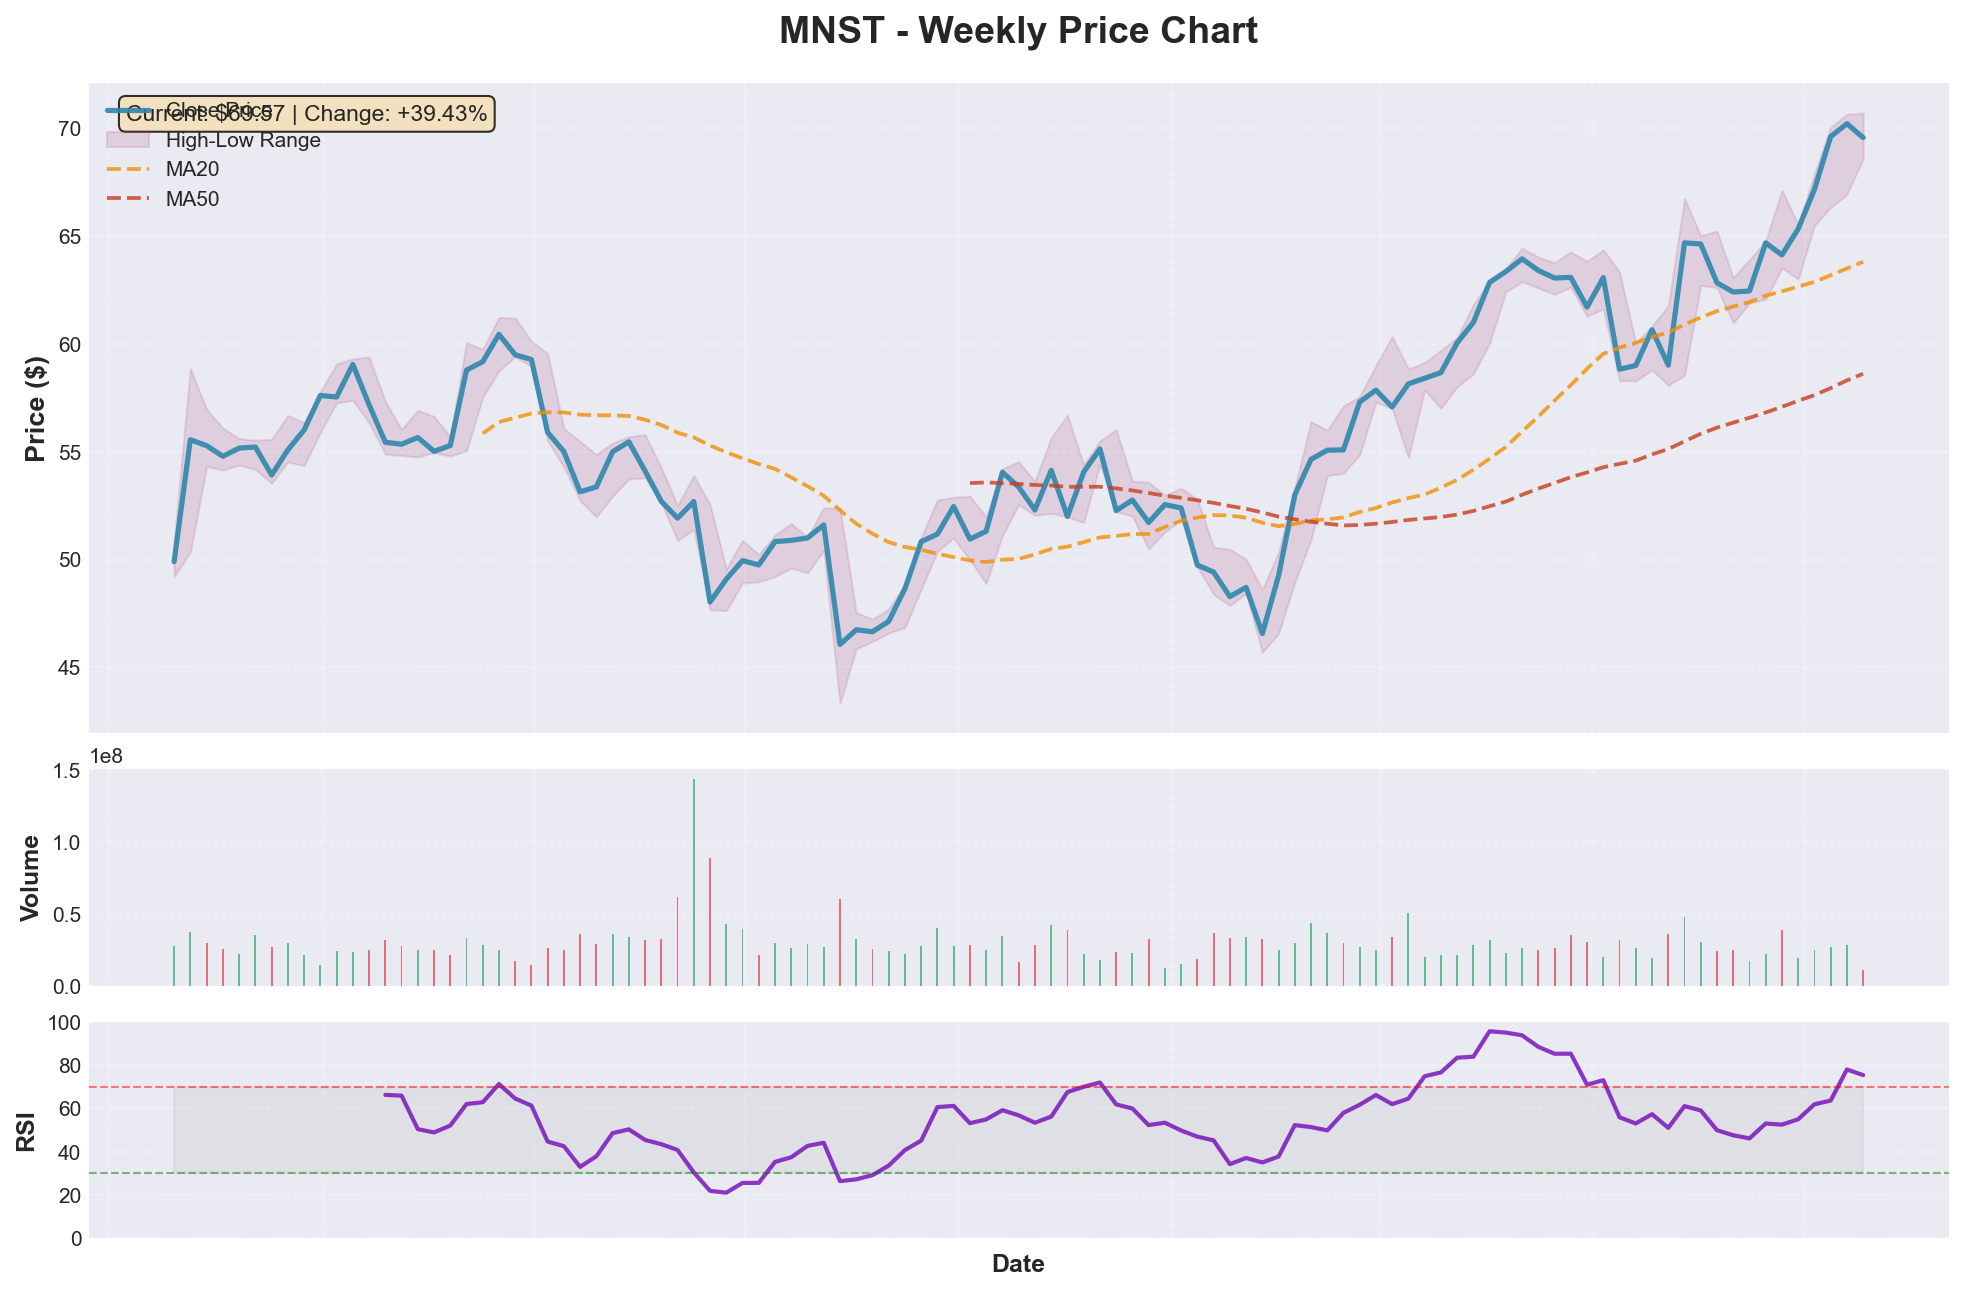 MNST - Weekly Price Chart
Current: $69.57 | Change: +39.43%
Close Price
High-Low Range
MA20
MA50
Price ($)
70
65
60
55
50
45
1e8
Volume
1.5
1.0
0.5
0.0
RSI
100
80
60
40
20
0
Date